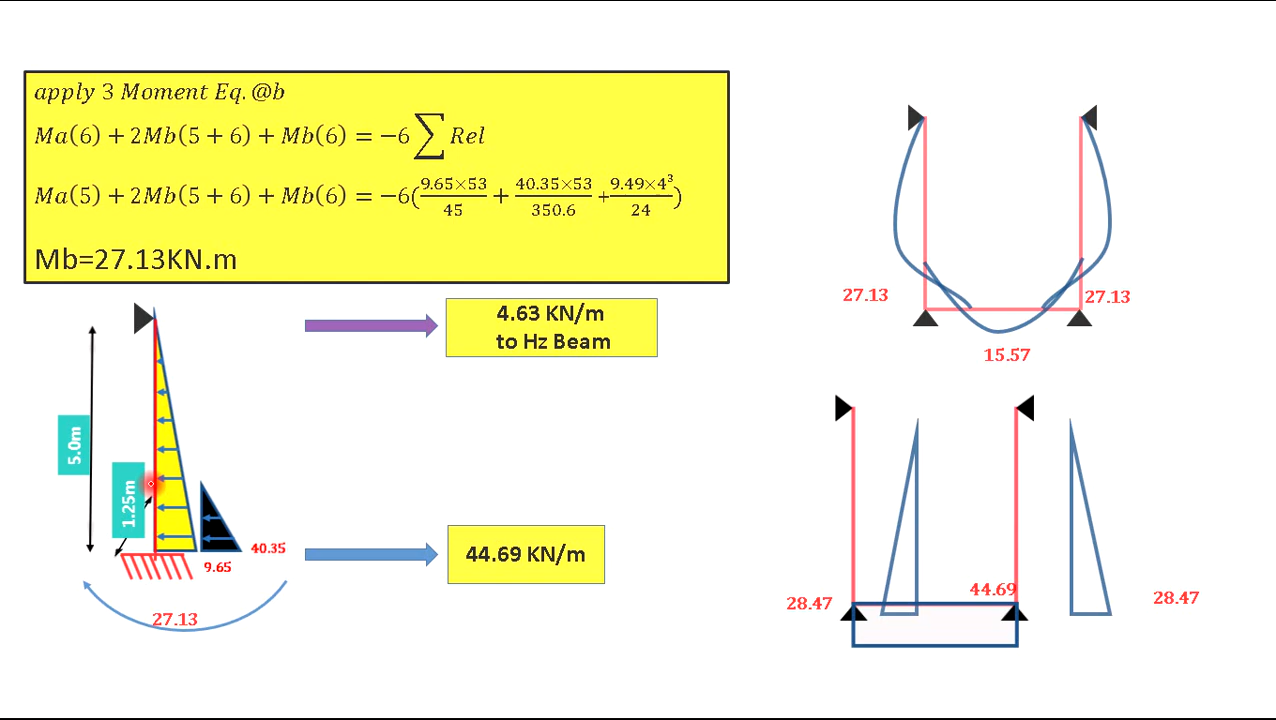 apply 3 Moment Eq. @b
Ma(6) + 2Mb(5 + 6) + Mb(6) = −6 ∑ Rel
Ma(5) + 2Mb(5 + 6) + Mb(6) = −6(9.65×53/45 + 40.35×53/350.6 + 9.49×4³/24)
Mb=27.13KN.m
4.63 KN/m
to Hz Beam
5.0m
1.25m
40.35
9.65
27.13
44.69 KN/m
27.13
27.13
15.57
28.47
44.69
28.47